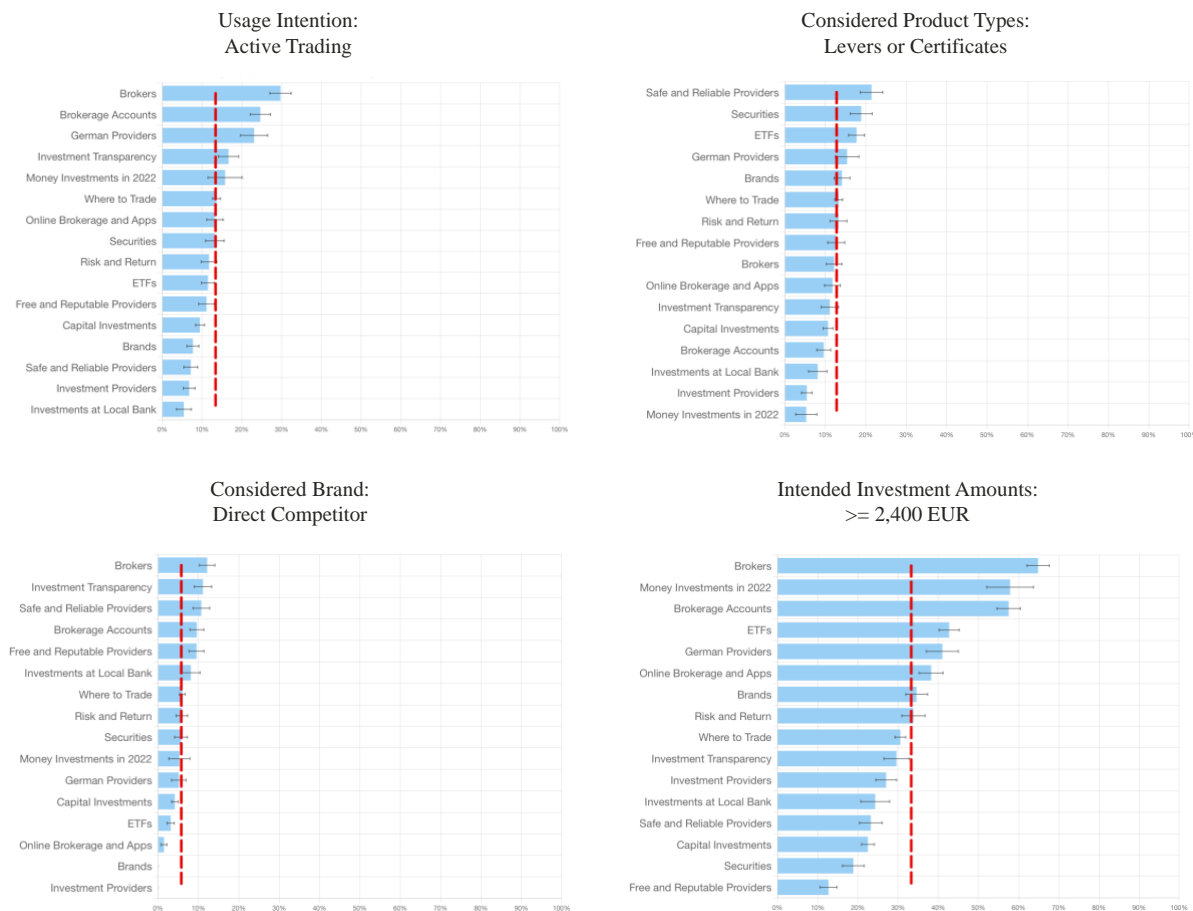 Usage Intention:
Active Trading
Brokers
Brokerage Accounts
German Providers
Investment Transparency
Money Investments in 2022
Where to Trade
Online Brokerage and Apps
Securities
Risk and Return
ETFs
Free and Reputable Providers
Capital Investments
Brands
Safe and Reliable Providers
Investment Providers
Investments at Local Bank
0% 10% 20% 30% 40% 50% 60% 70% 80% 90% 100%
Considered Product Types:
Levers or Certificates
Safe and Reliable Providers
Securities
ETFs
German Providers
Brands
Where to Trade
Risk and Return
Free and Reputable Providers
Brokers
Online Brokerage and Apps
Investment Transparency
Capital Investments
Brokerage Accounts
Investments at Local Bank
Investment Providers
Money Investments in 2022
0% 10% 20% 30% 40% 50% 60% 70% 80% 90% 100%
Considered Brand:
Direct Competitor
Brokers
Investment Transparency
Safe and Reliable Providers
Brokerage Accounts
Free and Reputable Providers
Investments at Local Bank
Where to Trade
Risk and Return
Securities
Money Investments in 2022
German Providers
Capital Investments
ETFs
Online Brokerage and Apps
Brands
Investment Providers
0% 10% 20% 30% 40% 50% 60% 70% 80% 90% 100%
Intended Investment Amounts:
>= 2,400 EUR
Brokers
Money Investments in 2022
Brokerage Accounts
ETFs
German Providers
Online Brokerage and Apps
Brands
Risk and Return
Where to Trade
Investment Transparency
Investment Providers
Investments at Local Bank
Safe and Reliable Providers
Capital Investments
Securities
Free and Reputable Providers
0% 10% 20% 30% 40% 50% 60% 70% 80% 90% 100%